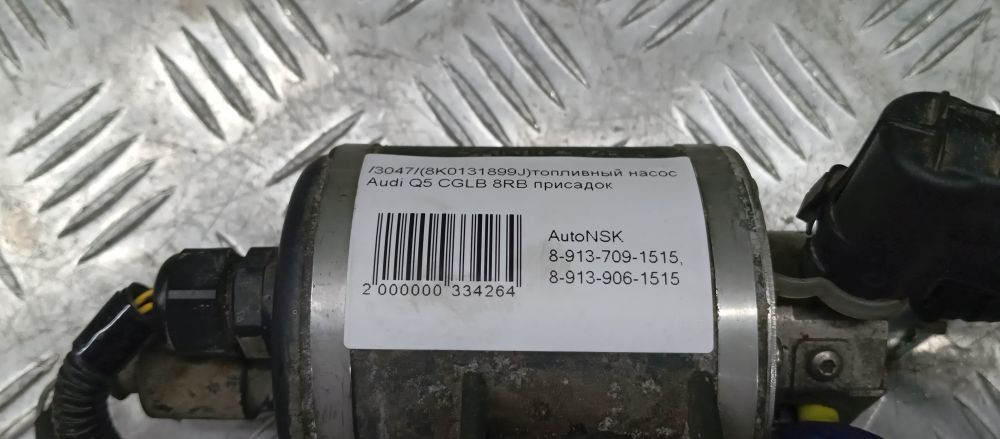 /3047/(8K0131899J)топливный насос
Audi Q5 CGLB 8RB присадок
AutoNSK
8-913-709-1515,
8-913-906-1515
2 000000 334264